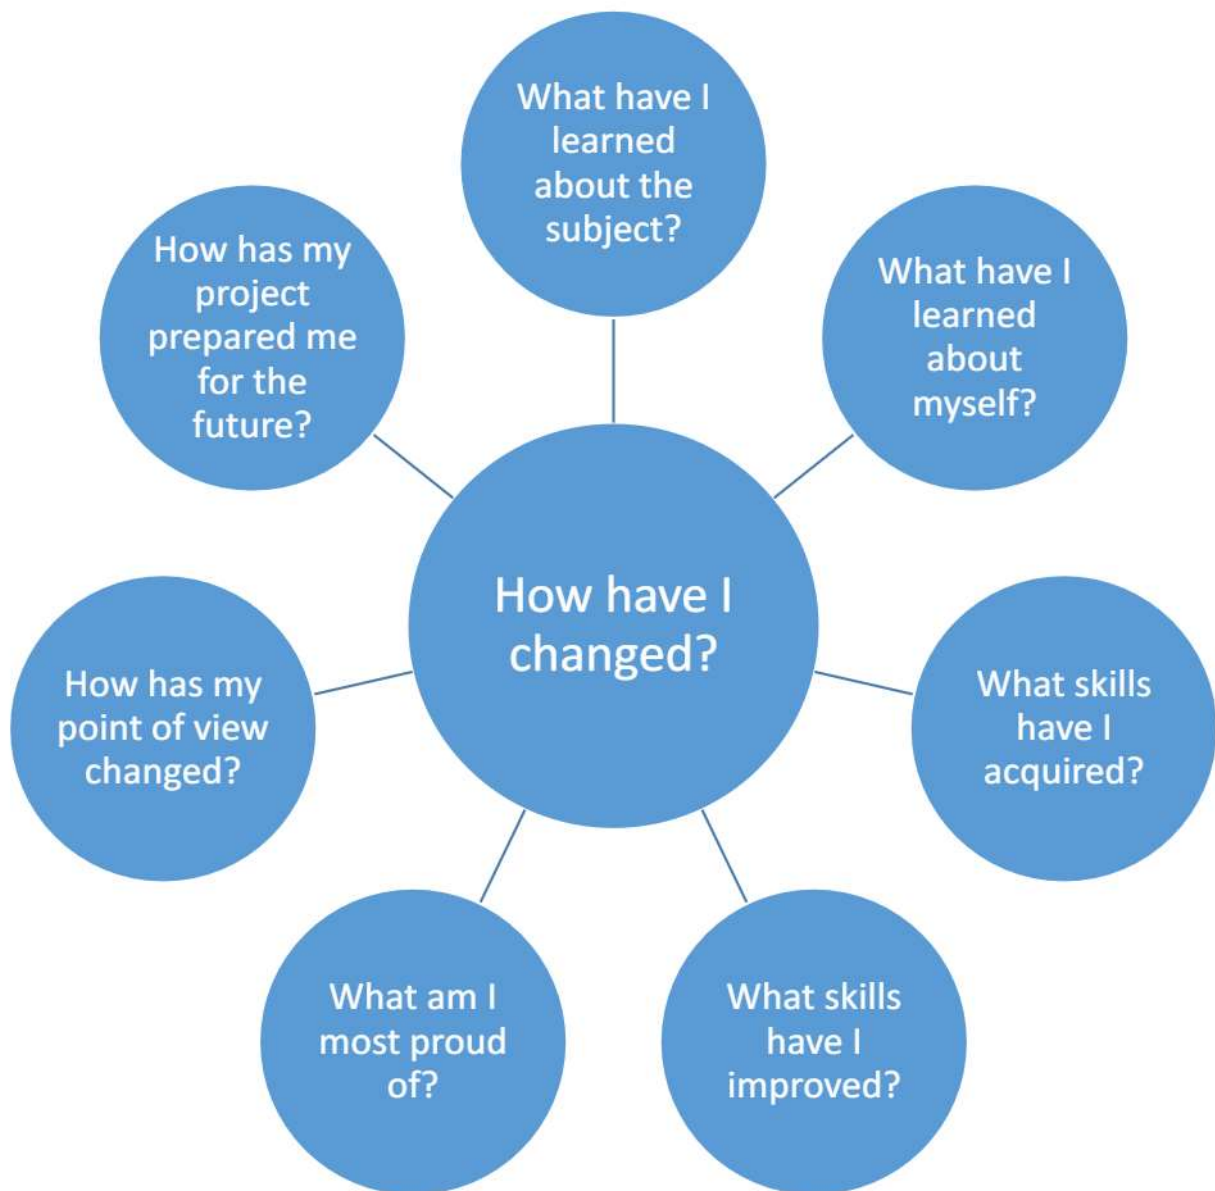 What have I
learned
about the
subject?
What have I
learned
about
myself?
What skills
have I
acquired?
What skills
have I
improved?
What am I
most proud
of?
How has my
point of view
changed?
How has my
project
prepared me
for the
future?
How have I
changed?